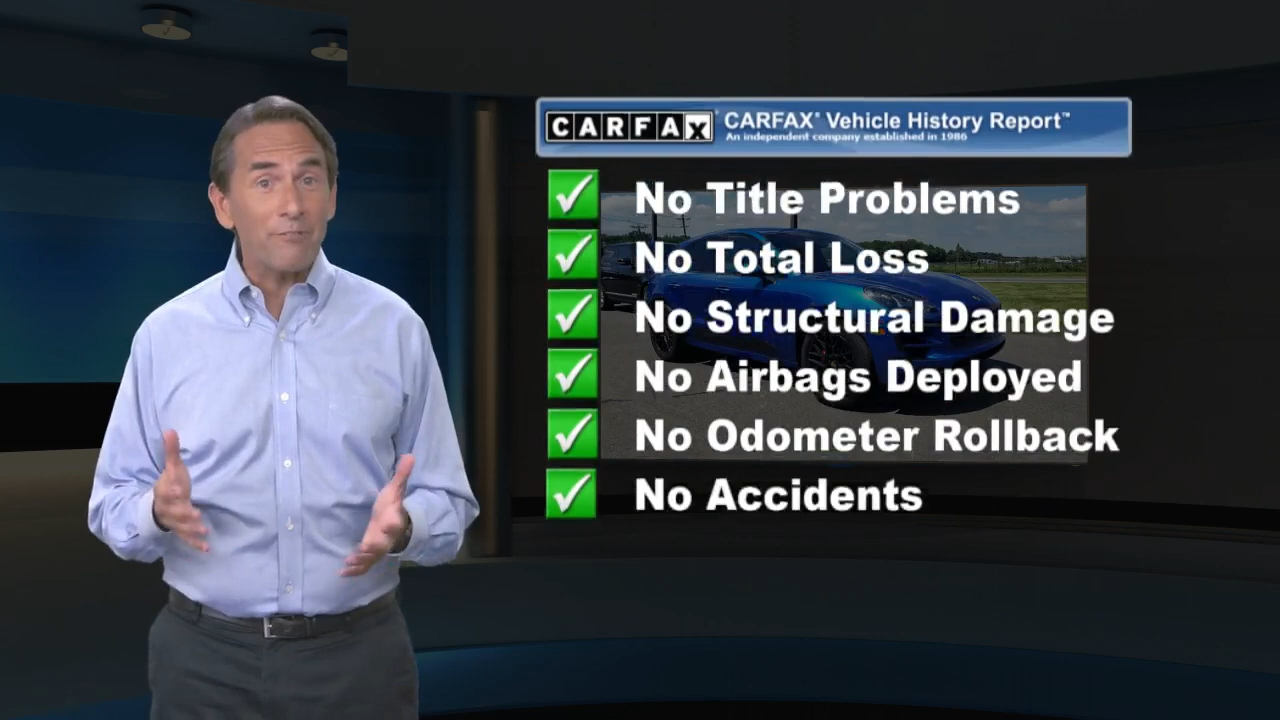 CARFAX® CARFAX® Vehicle History Report™
An independent company established in 1986
No Title Problems
No Total Loss
No Structural Damage
No Airbags Deployed
No Odometer Rollback
No Accidents